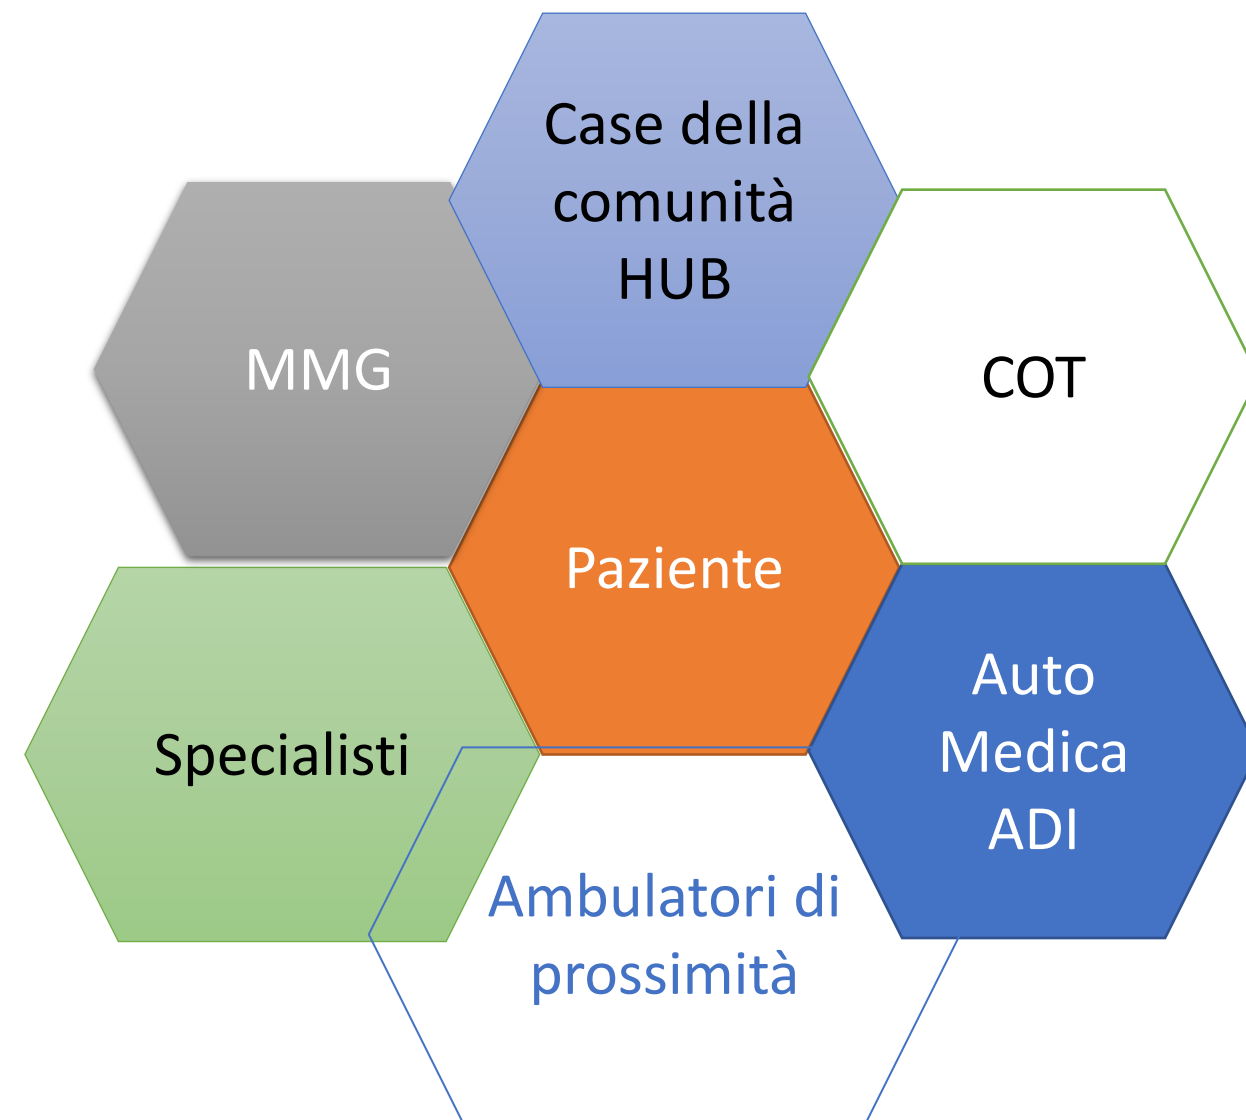 Case della
comunità
HUB
MMG
COT
Paziente
Specialisti
Auto
Medica
ADI
Ambulatori di
prossimità